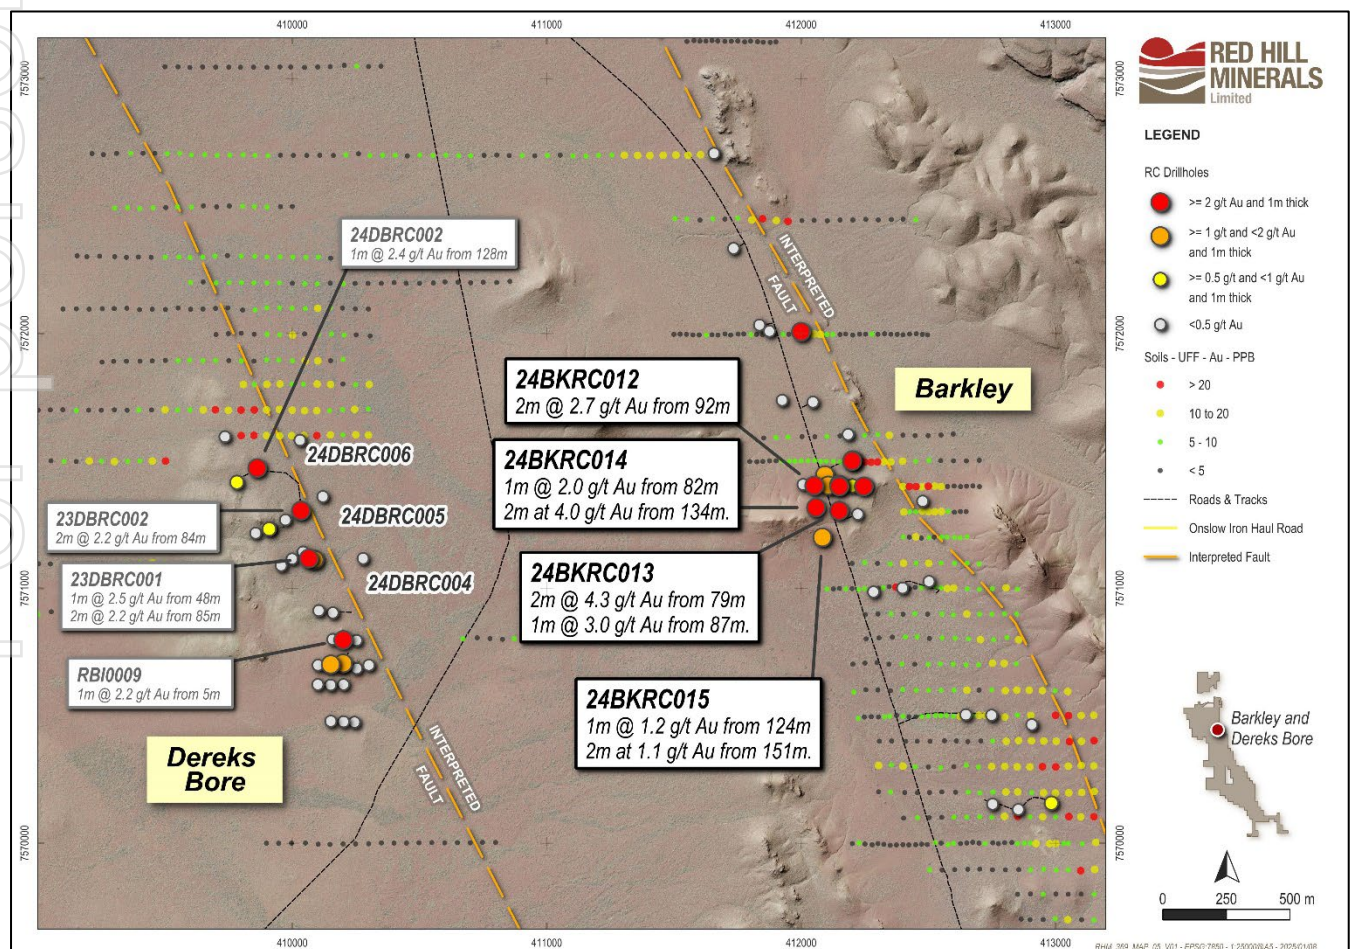 410000
411000
412000
413000
7573000
7573000
7572000
7572000
7571000
7571000
7570000
7570000
410000
411000
412000
413000
24DBRC002
1m @ 2.4 g/t Au from 128m
24DBRC006
23DBRC002
2m @ 2.2 g/t Au from 84m
24DBRC005
23DBRC001
1m @ 2.5 g/t Au from 48m
2m @ 2.2 g/t Au from 85m
24DBRC004
RBI0009
1m @ 2.2 g/t Au from 5m
Dereks
Bore
INTERPRETED
FAULT
INTERPRETED
FAULT
24BKRC012
2m @ 2.7 g/t Au from 92m
Barkley
24BKRC014
1m @ 2.0 g/t Au from 82m
2m at 4.0 g/t Au from 134m.
24BKRC013
2m @ 4.3 g/t Au from 79m
1m @ 3.0 g/t Au from 87m.
24BKRC015
1m @ 1.2 g/t Au from 124m
2m at 1.1 g/t Au from 151m.
RED HILL
MINERALS
Limited
LEGEND
RC Drillholes
>= 2 g/t Au and 1m thick
>= 1 g/t and <2 g/t Au
and 1m thick
>= 0.5 g/t and <1 g/t Au
and 1m thick
<0.5 g/t Au
Soils - UFF - Au - PPB
> 20
10 to 20
5 - 10
< 5
Roads & Tracks
Onslow Iron Haul Road
Interpreted Fault
Barkley and
Dereks Bore
0 250 500 m